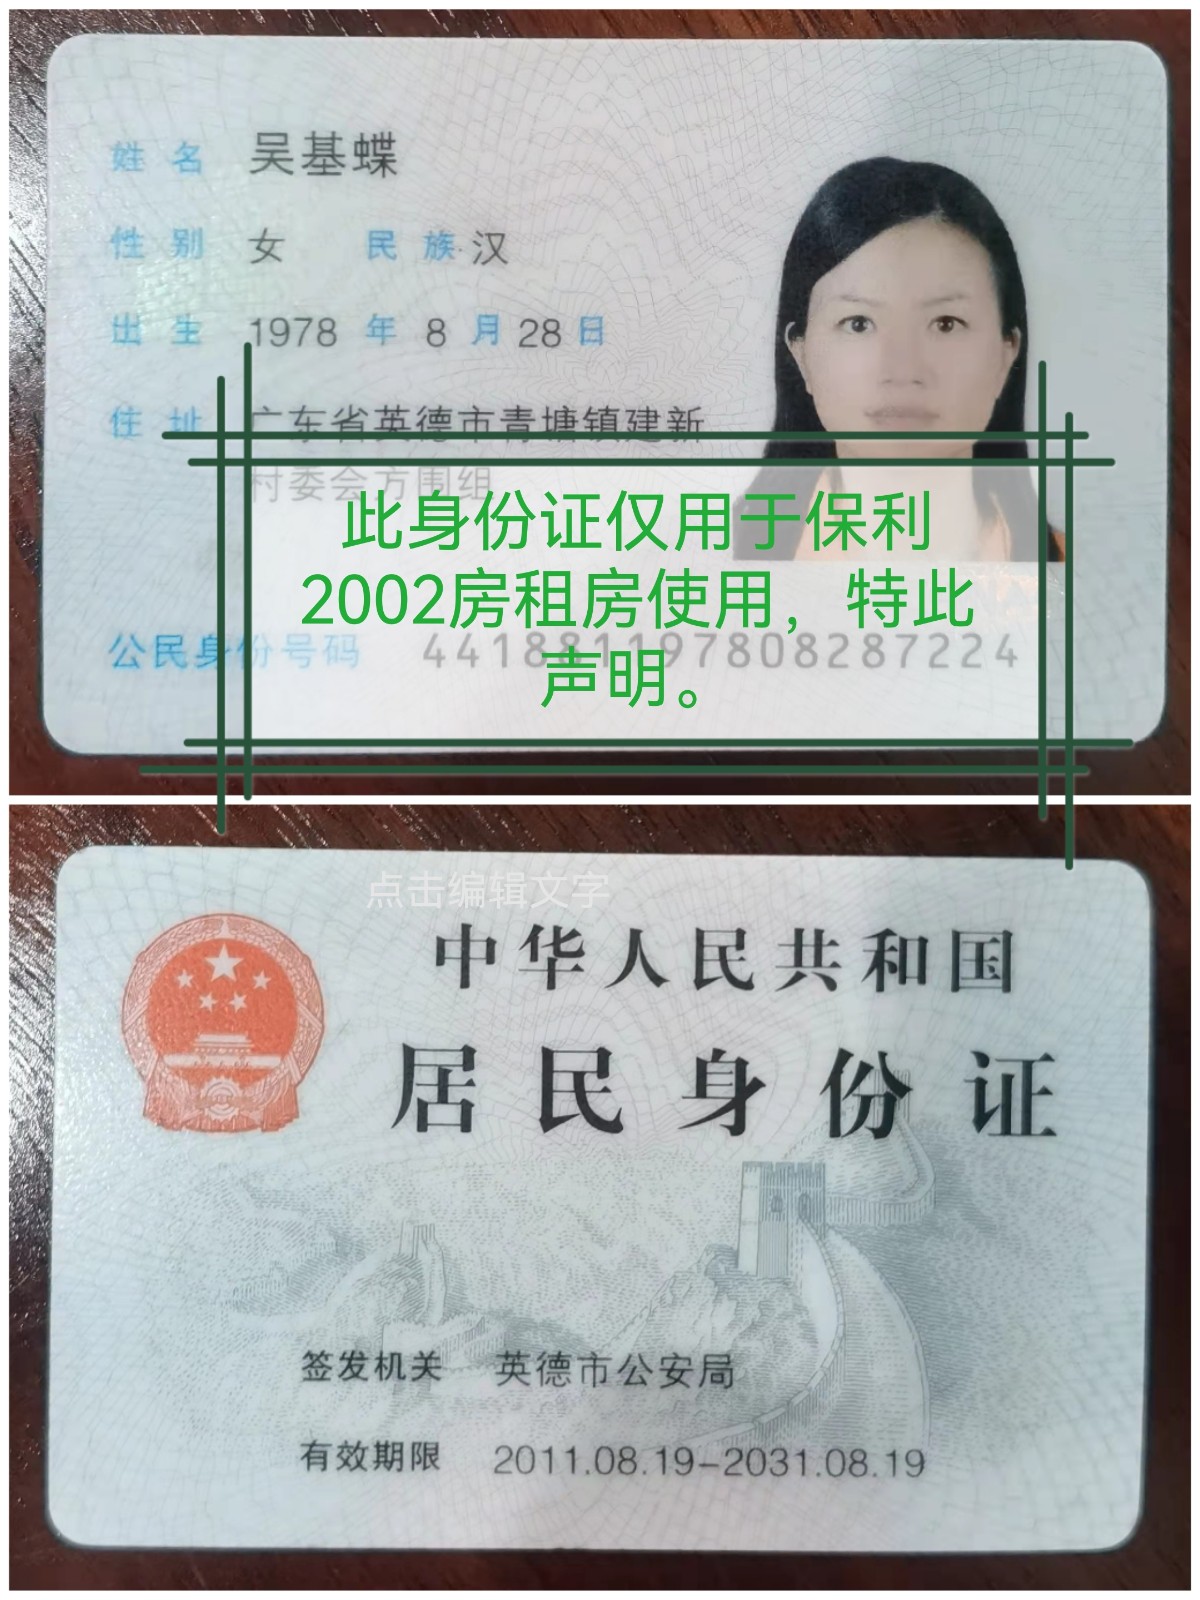 姓名 吴基蝶
性别 女 民族 汉
出生 1978 年 8 月 28 日
住址 广东省英德市青塘镇建新
村委会方围组
此身份证仅用于保利
2002房租房使用，特此
声明。
公民身份号码 441881197808287224
点击编辑文字
中华人民共和国
居民身份证
签发机关 英德市公安局
有效期限 2011.08.19-2031.08.19